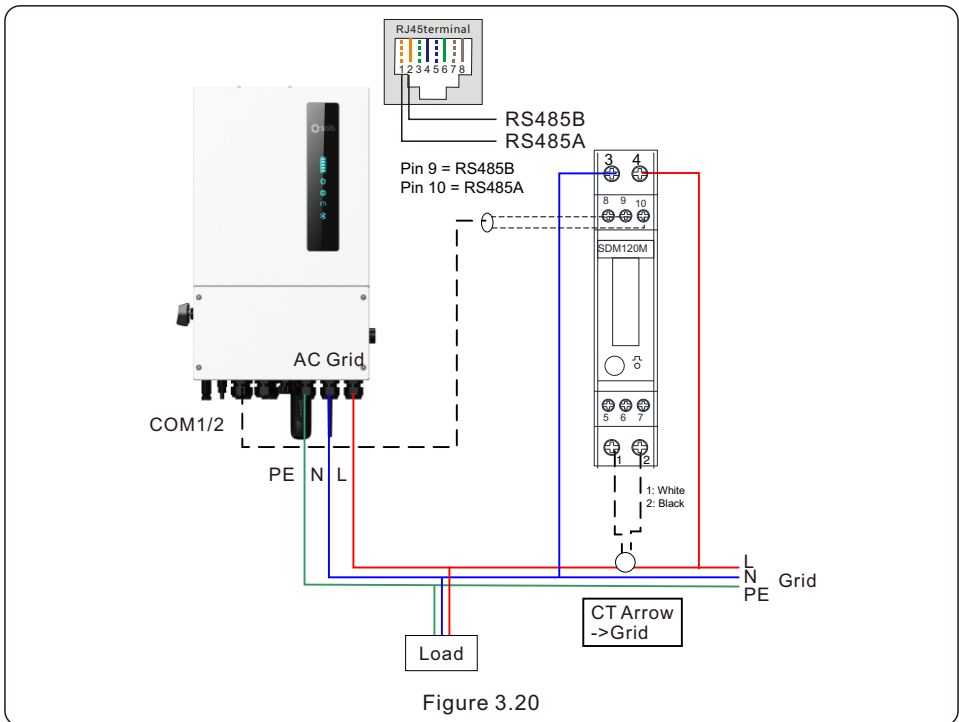 RJ45terminal
1 2 3 4 5 6 7 8
RS485B
RS485A
Pin 9 = RS485B
Pin 10 = RS485A
solis
3 4
8 9 10
SDM120M
AC Grid
COM1/2
5 6 7
1 2
PE N L
1: White
2: Black
L
N
PE
Grid
CT Arrow
->Grid
Load
Figure 3.20